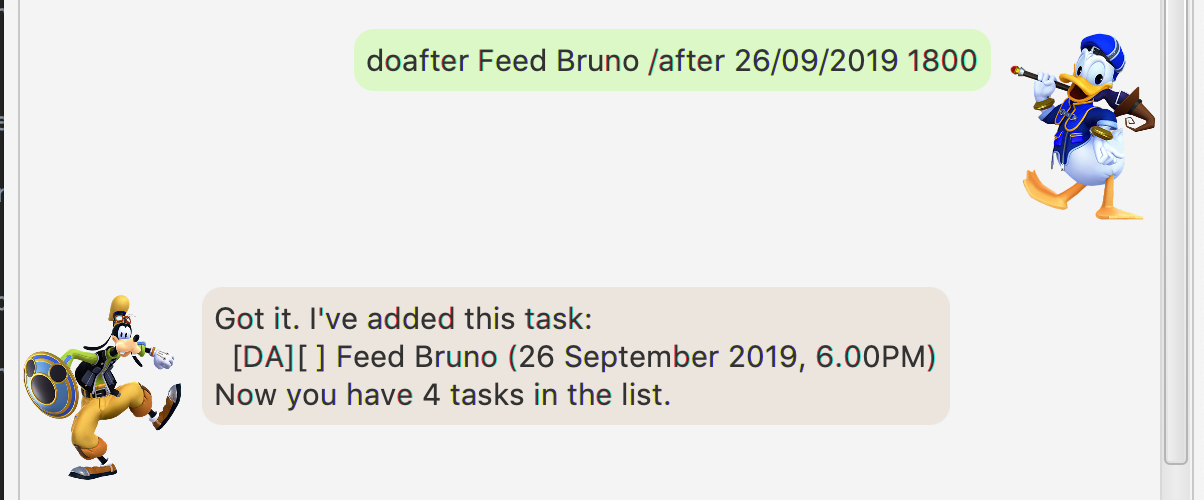 doafter Feed Bruno /after 26/09/2019 1800
Got it. I've added this task:
[DA][ ] Feed Bruno (26 September 2019, 6.00PM)
Now you have 4 tasks in the list.